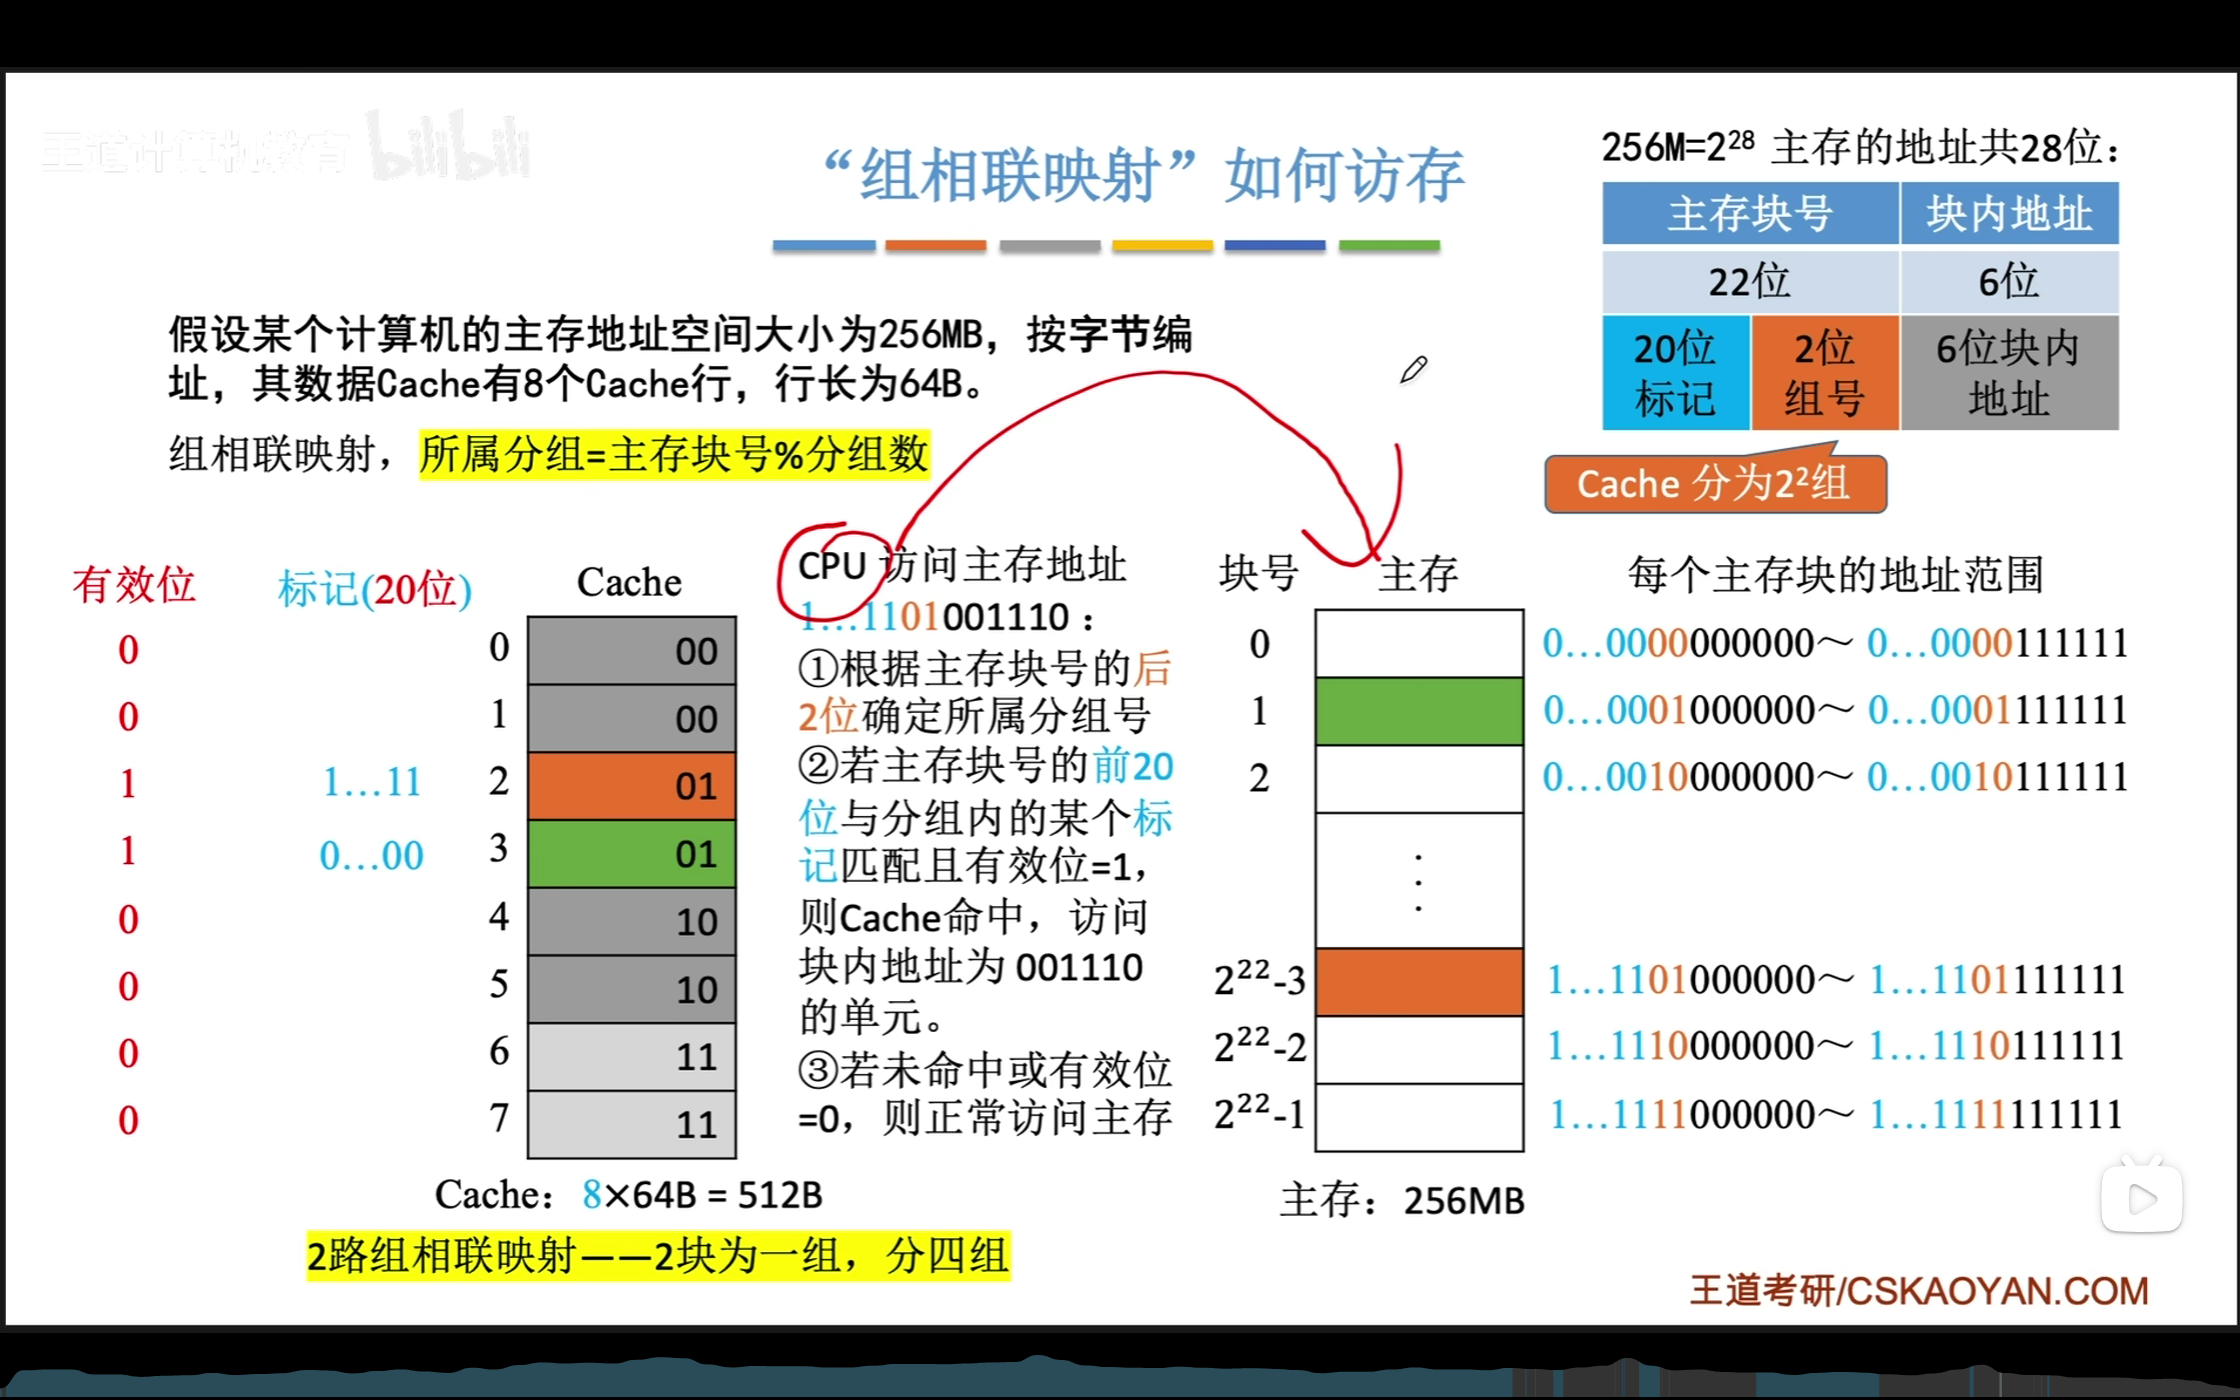 王道计算机教育 bilibili
“组相联映射”如何访存
256M=2²⁸ 主存的地址共28位：
主存块号 块内地址
22位 6位
20位标记 2位组号 6位块内地址
Cache 分为2²组
假设某个计算机的主存地址空间大小为256MB，按字节编
址，其数据Cache有8个Cache行，行长为64B。
组相联映射，所属分组=主存块号%分组数
有效位 标记(20位) Cache
0 0 00
0 1 00
1 1…11 2 01
1 0…00 3 01
0 4 10
0 5 10
0 6 11
0 7 11
Cache：8×64B = 512B
2路组相联映射——2块为一组，分四组
CPU 访问主存地址
1…1101001110：
①根据主存块号的后
2位确定所属分组号
②若主存块号的前20
位与分组内的某个标
记匹配且有效位=1，
则Cache命中，访问
块内地址为 001110
的单元。
③若未命中或有效位
=0，则正常访问主存
块号 主存 每个主存块的地址范围
0 0…0000000000～ 0…0000111111
1 0…0001000000～ 0…0001111111
2 0…0010000000～ 0…0010111111
2²²-3 1…1101000000～ 1…1101111111
2²²-2 1…1110000000～ 1…1110111111
2²²-1 1…1111000000～ 1…1111111111
主存：256MB
王道考研/CSKAOYAN.COM